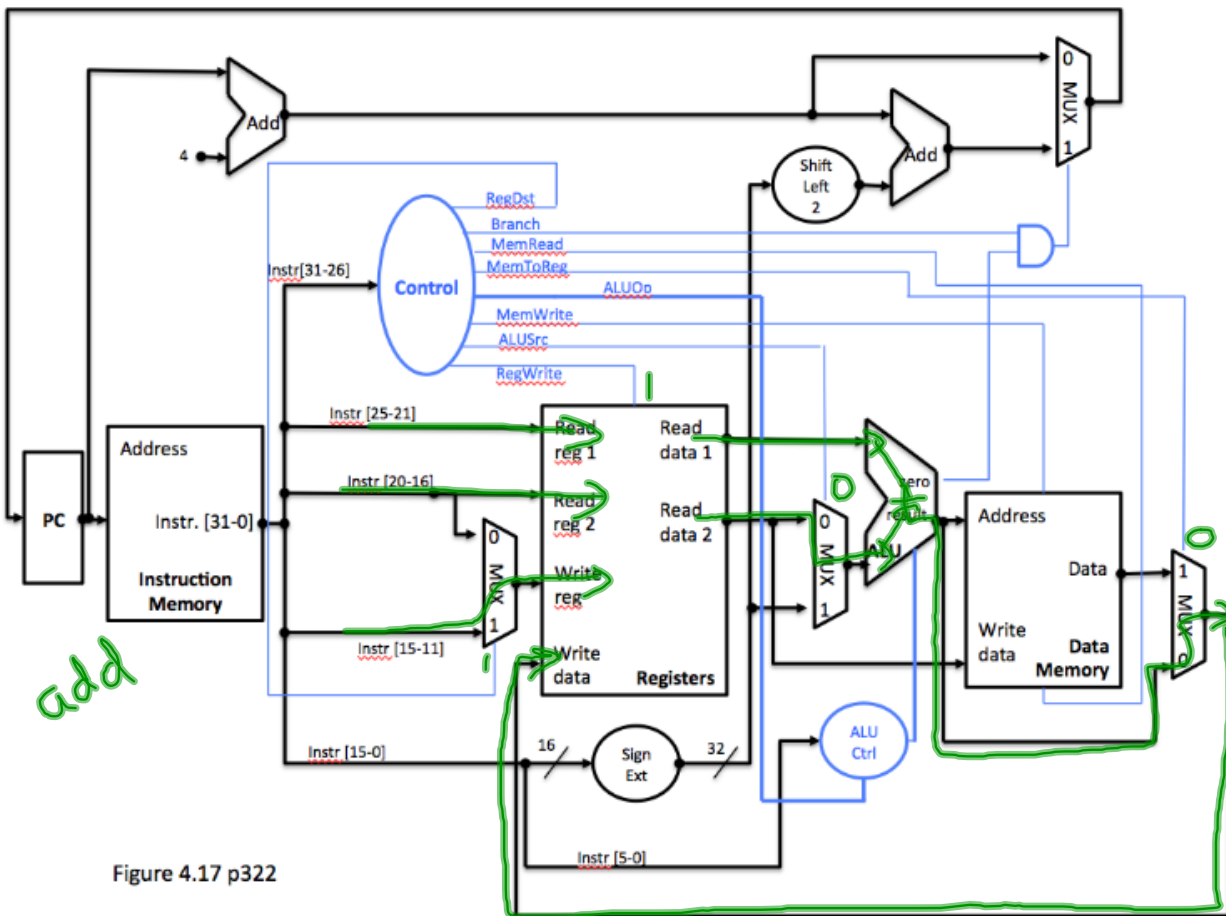 0
MUX
1
Add
4
Add
Shift
Left
2
RegDst
Branch
MemRead
MemToReg
ALUOp
MemWrite
ALUSrc
RegWrite
Control
Instr[31-26]
1
Instr [25-21]
Read
reg 1
Read
data 1
Address
Instr. [31-0]
Instruction
Memory
PC
Instr [20-16]
Read
reg 2
Read
data 2
0
MUX
1
1
Write
reg
Instr [15-11]
Write
data
Registers
0
0
MUX
1
zero
result
ALU
Address
Data
Write
data
Data
Memory
0
1
MUX
0
add
Instr [15-0]
16
Sign
Ext
32
ALU
Ctrl
Instr [5-0]
Figure 4.17 p322